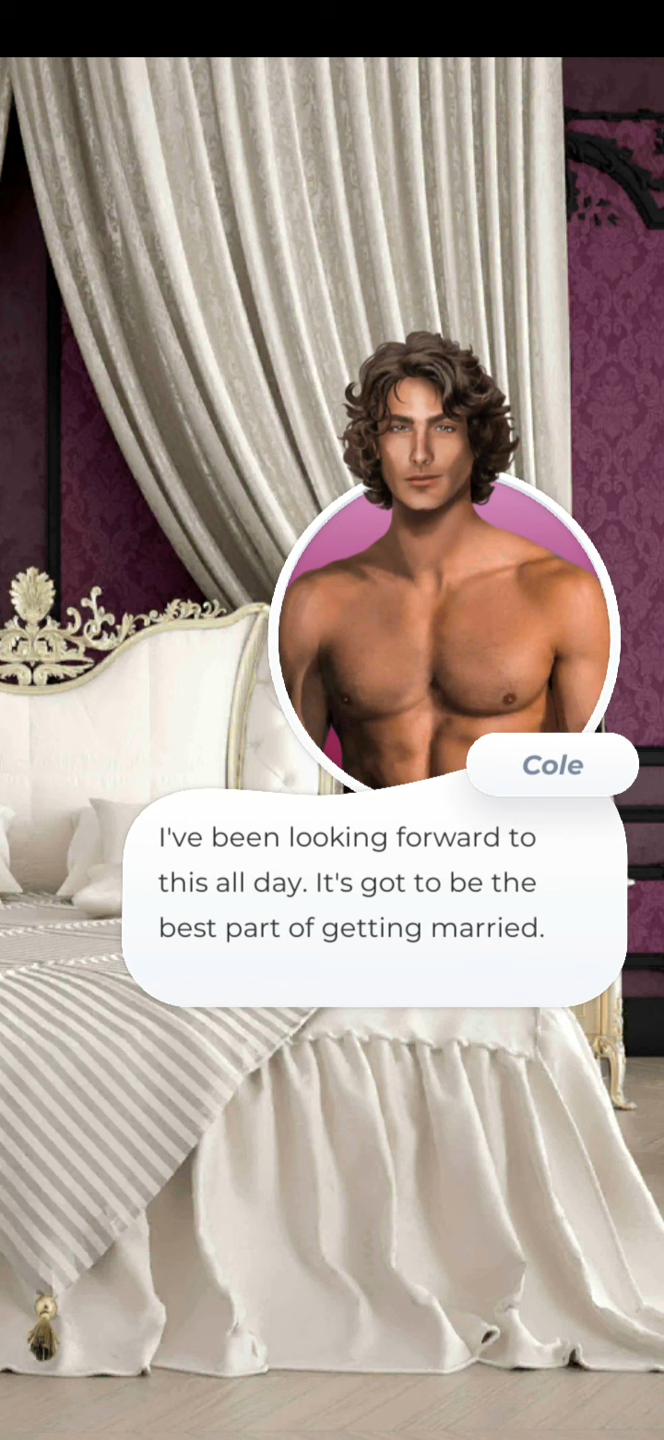 Cole
I've been looking forward to
this all day. It's got to be the
best part of getting married.